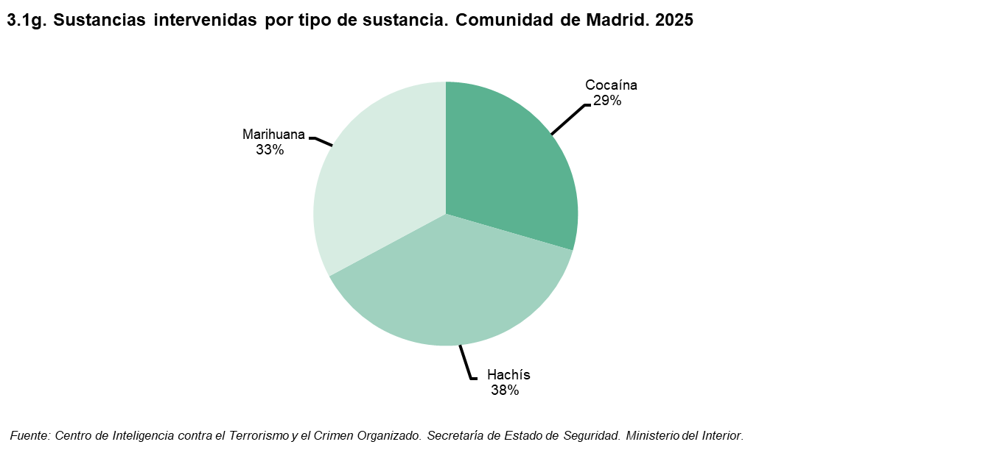 3.1g. Sustancias intervenidas por tipo de sustancia. Comunidad de Madrid. 2025
Cocaína
29%
Marihuana
33%
Hachís
38%
Fuente: Centro de Inteligencia contra el Terrorismo y el Crimen Organizado. Secretaría de Estado de Seguridad. Ministerio del Interior.